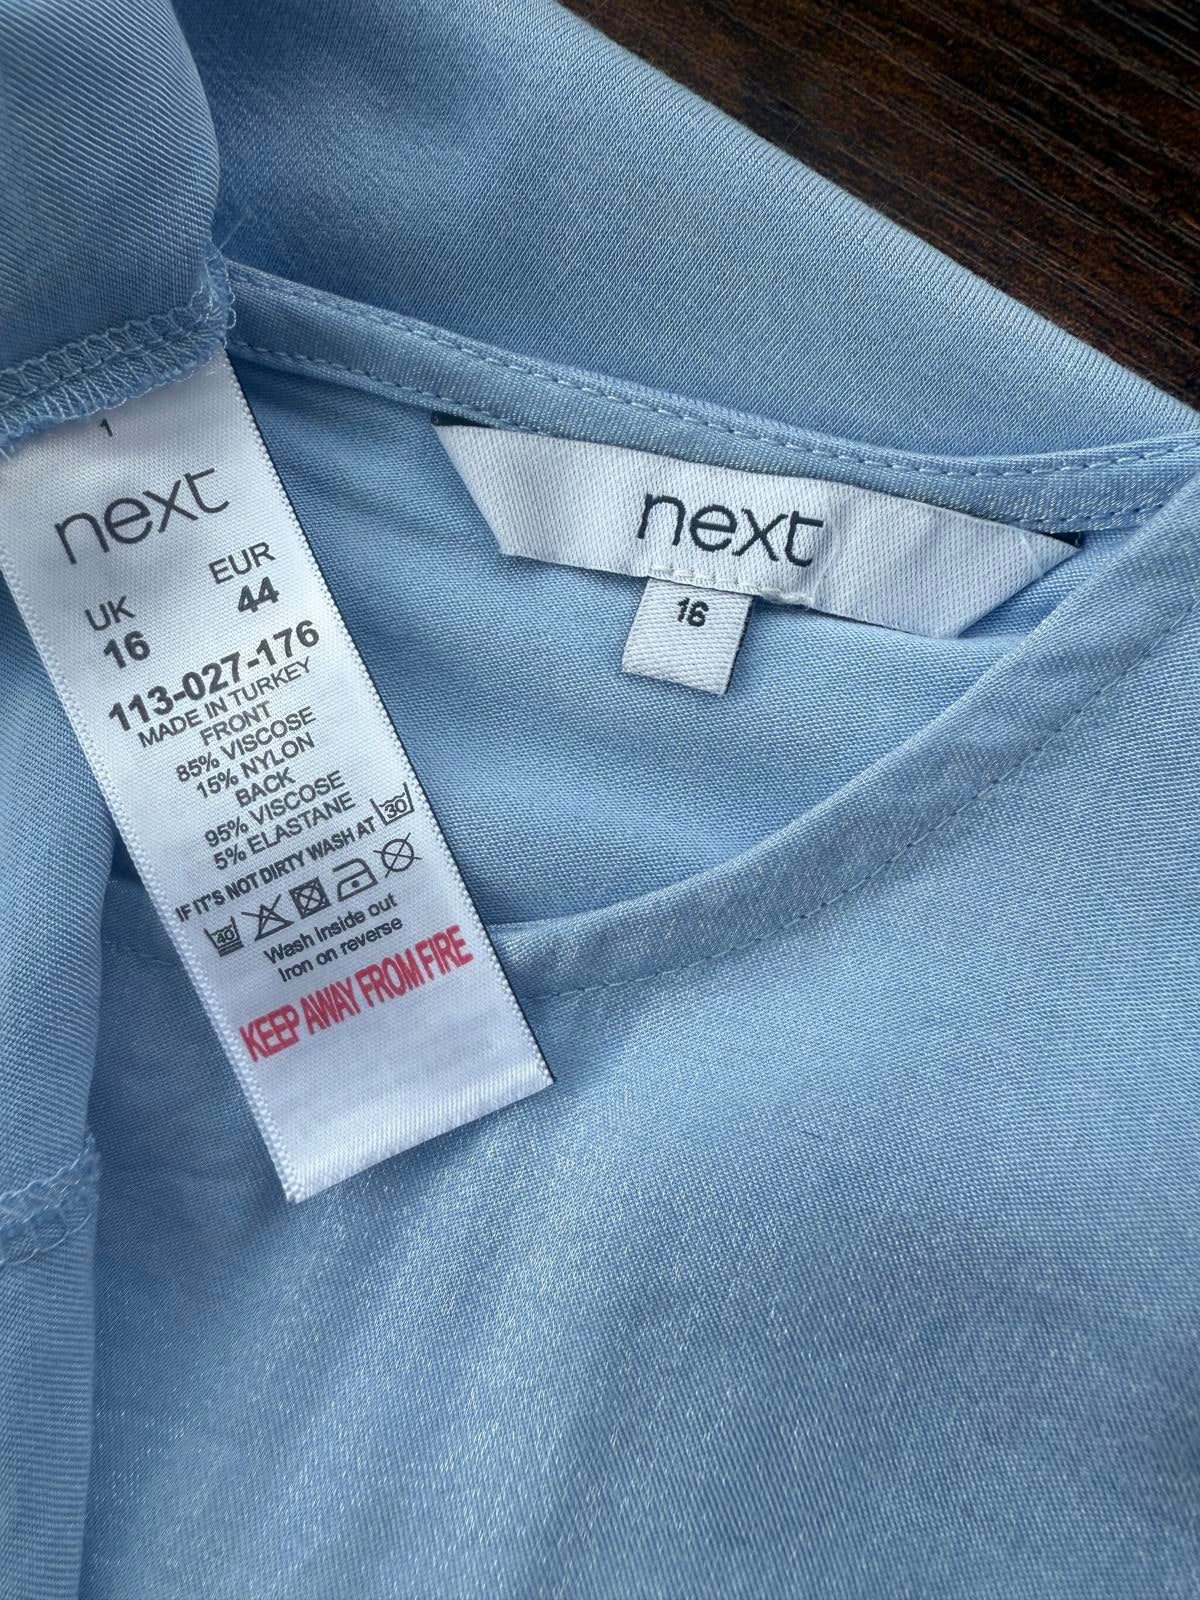 1
next
UK EUR
16 44
113-027-176
MADE IN TURKEY
FRONT
85% VISCOSE
15% NYLON
BACK
95% VISCOSE
5% ELASTANE
IF IT'S NOT DIRTY WASH AT 30
40
Wash inside out
Iron on reverse
KEEP AWAY FROM FIRE
next
16